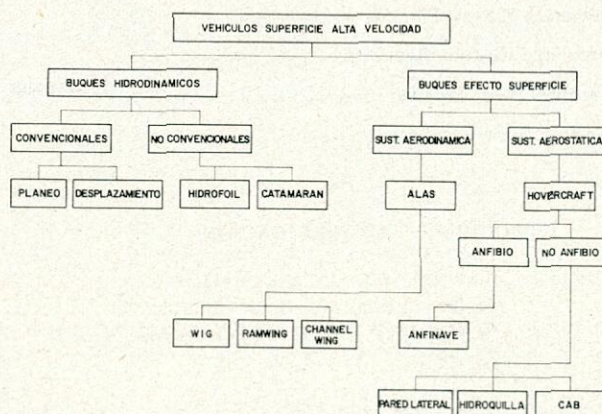 VEHICULOS SUPERFICIE ALTA VELOCIDAD
BUQUES HIDRODINAMICOS
BUQUES EFECTO SUPERFICIE
CONVENCIONALES
NO CONVENCIONALES
SUST. AERODINAMICA
SUST. AEROSTATICA
PLANEO
DESPLAZAMIENTO
HIDROFOIL
CATAMARAN
ALAS
HOVERCRAFT
ANFIBIO
NO ANFIBIO
WIG
RAMWING
CHANNEL
WING
ANFINAVE
PARED LATERAL
HIDROQUILLA
CAB